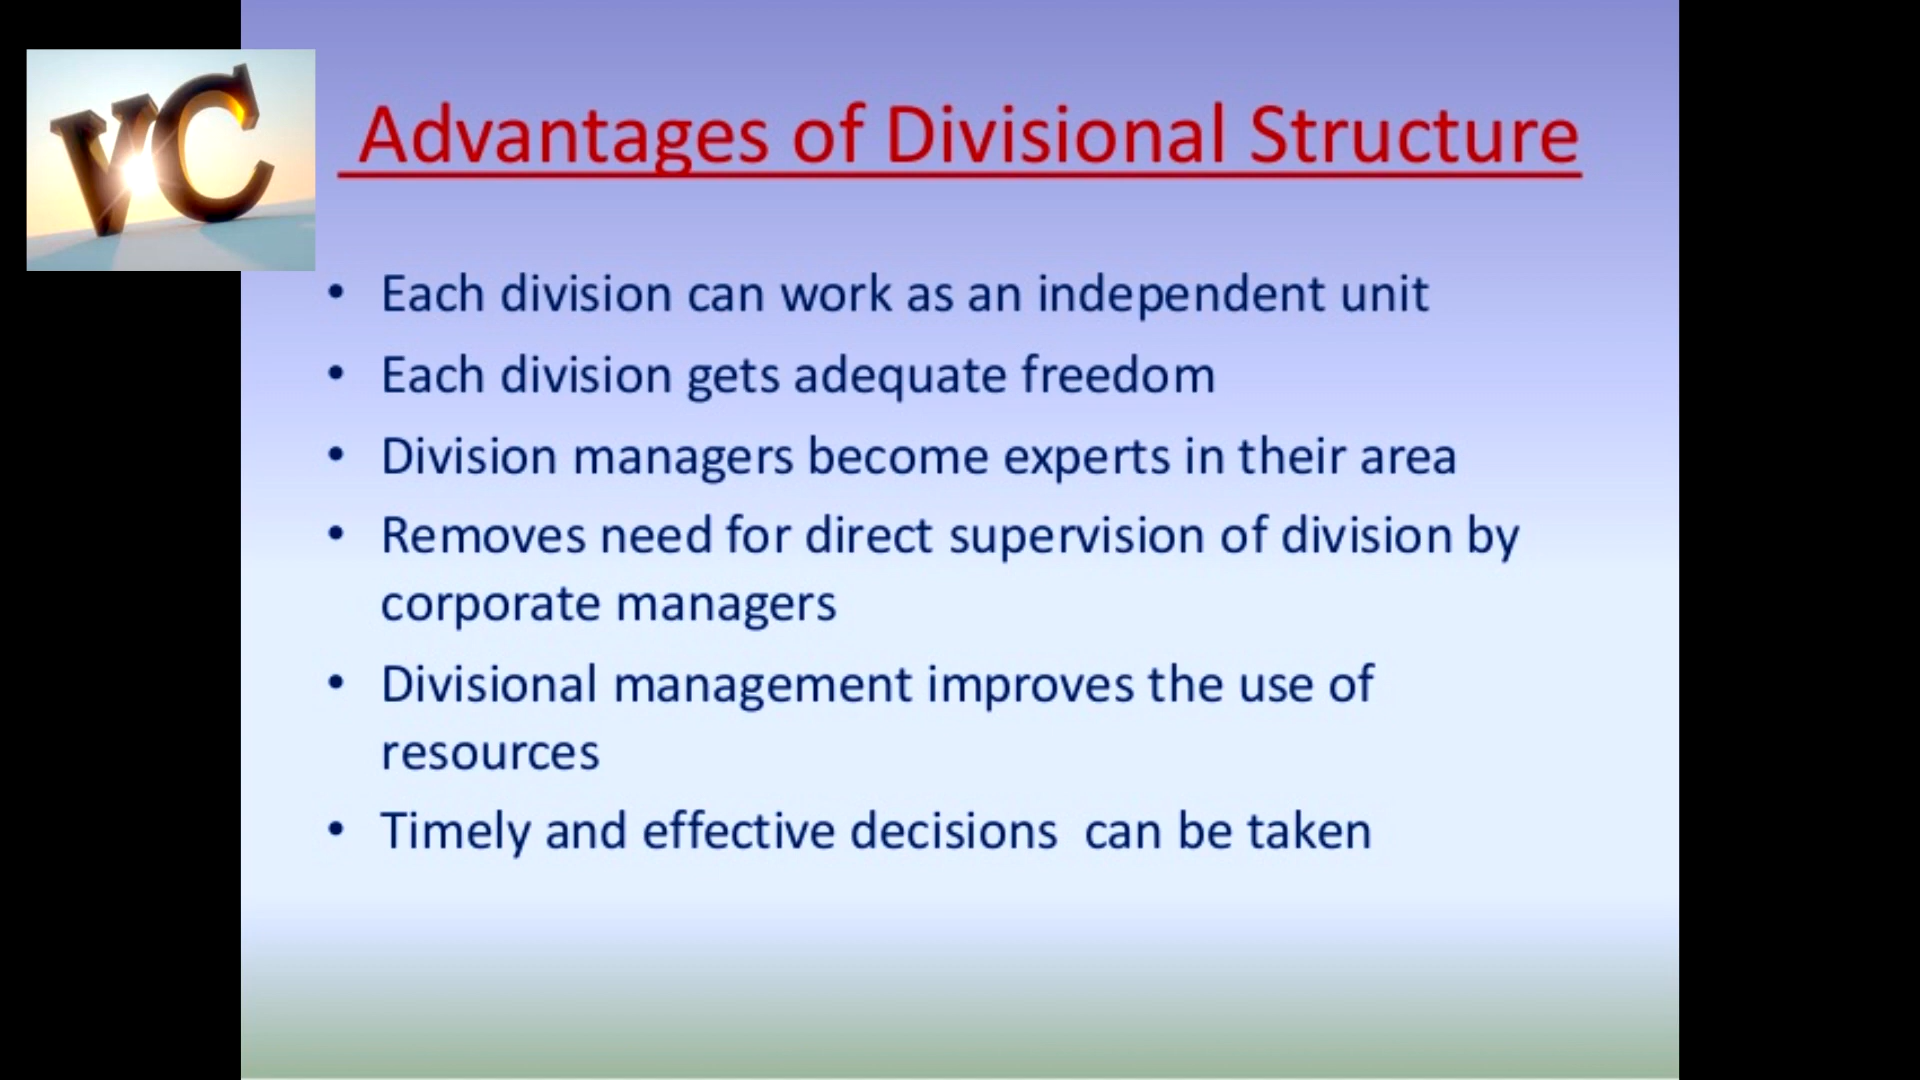 VC
Advantages of Divisional Structure
• Each division can work as an independent unit
• Each division gets adequate freedom
• Division managers become experts in their area
• Removes need for direct supervision of division by
corporate managers
• Divisional management improves the use of
resources
• Timely and effective decisions  can be taken